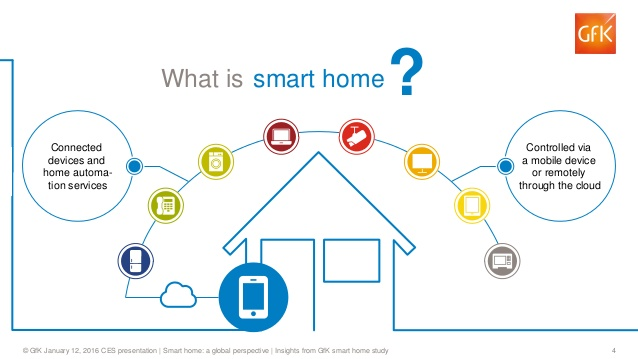 GfK
What is smart home?
Connected
devices and
home automa-
tion services
Controlled via
a mobile device
or remotely
through the cloud
© GfK January 12, 2016 CES presentation | Smart home: a global perspective | Insights from GfK smart home study
4